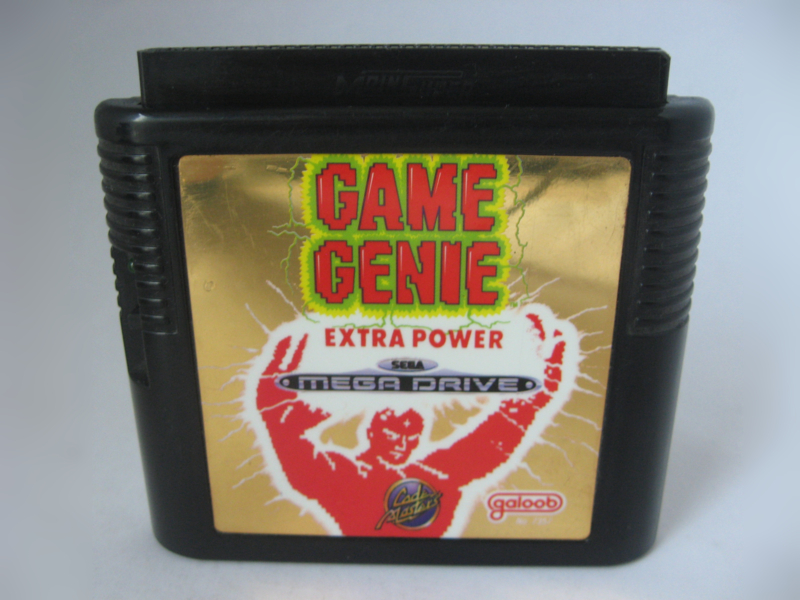 GAME
GENIE
EXTRA POWER
SEGA
MEGA DRIVE
Code
Masters
galoob